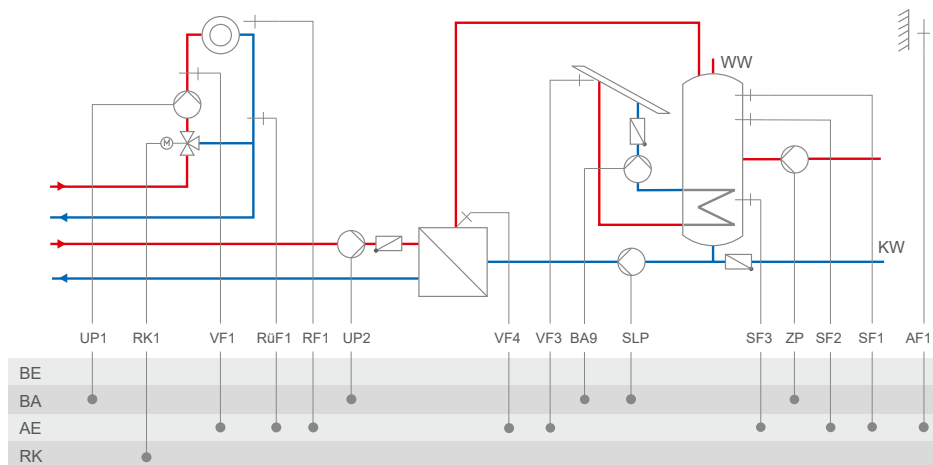 WW
M
KW
UP1 RK1 VF1 RüF1 RF1 UP2 VF4 VF3 BA9 SLP SF3 ZP SF2 SF1 AF1
BE
BA
AE
RK